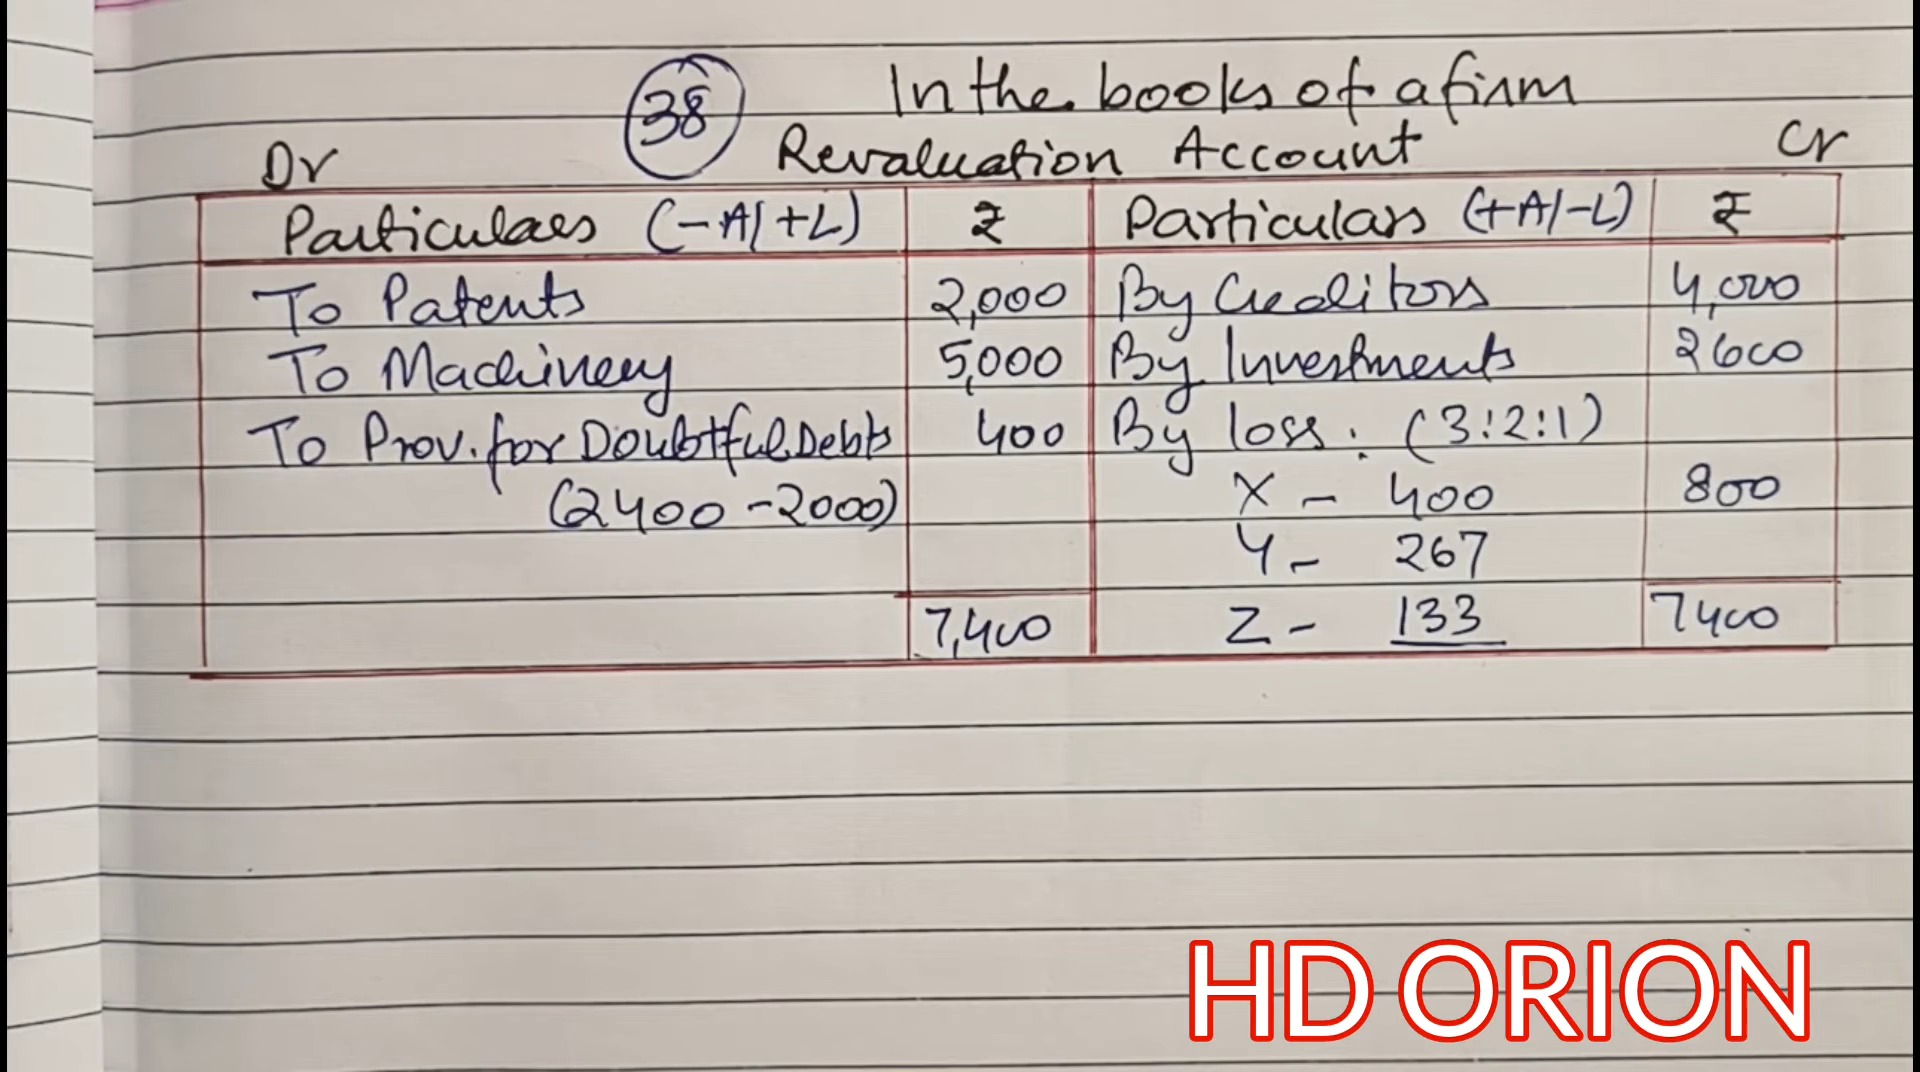 38 In the books of a firm
Dr Revaluation Account Cr
Particulars (-A/+L) ₹ Particulars (+A/-L) ₹
To Patents 2,000 By Creditors 4,000
To Machinery 5,000 By Investments 2600
To Prov. for Doubtful Debts 400 By loss : (3:2:1)
(2400-2000) X - 400 800
Y - 267
7,400 Z - 133 7400
HD ORION